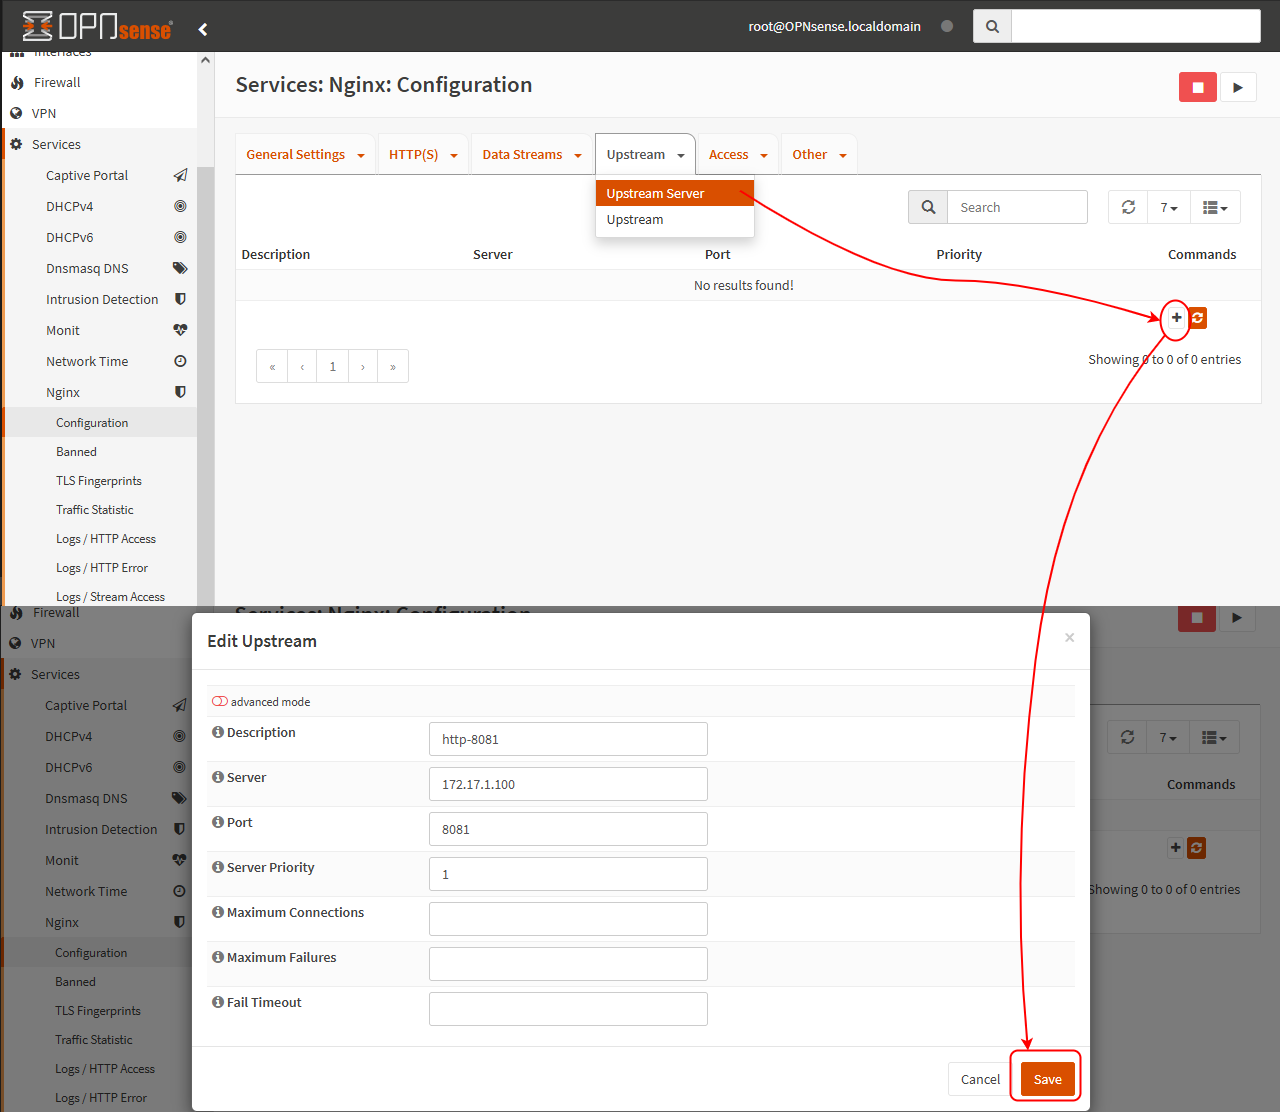 OPNsense
root@OPNsense.localdomain
Interfaces
Firewall
VPN
Services
Captive Portal
DHCPv4
DHCPv6
Dnsmasq DNS
Intrusion Detection
Monit
Network Time
Nginx
Configuration
Banned
TLS Fingerprints
Traffic Statistic
Logs / HTTP Access
Logs / HTTP Error
Logs / Stream Access
Services: Nginx: Configuration
General Settings HTTP(S) Data Streams Upstream Access Other
Upstream Server
Upstream
Search
7
Description Server Port Priority Commands
No results found!
« ‹ 1 › »
Showing 0 to 0 of 0 entries
Firewall
VPN
Services
Captive Portal
DHCPv4
DHCPv6
Dnsmasq DNS
Intrusion Detection
Monit
Network Time
Nginx
Configuration
Banned
TLS Fingerprints
Traffic Statistic
Logs / HTTP Access
Logs / HTTP Error
Services: Nginx: Configuration
Edit Upstream ×
advanced mode
Description http-8081
Server 172.17.1.100
Port 8081
Server Priority 1
Maximum Connections
Maximum Failures
Fail Timeout
Cancel Save
7
Commands
Showing 0 to 0 of 0 entries